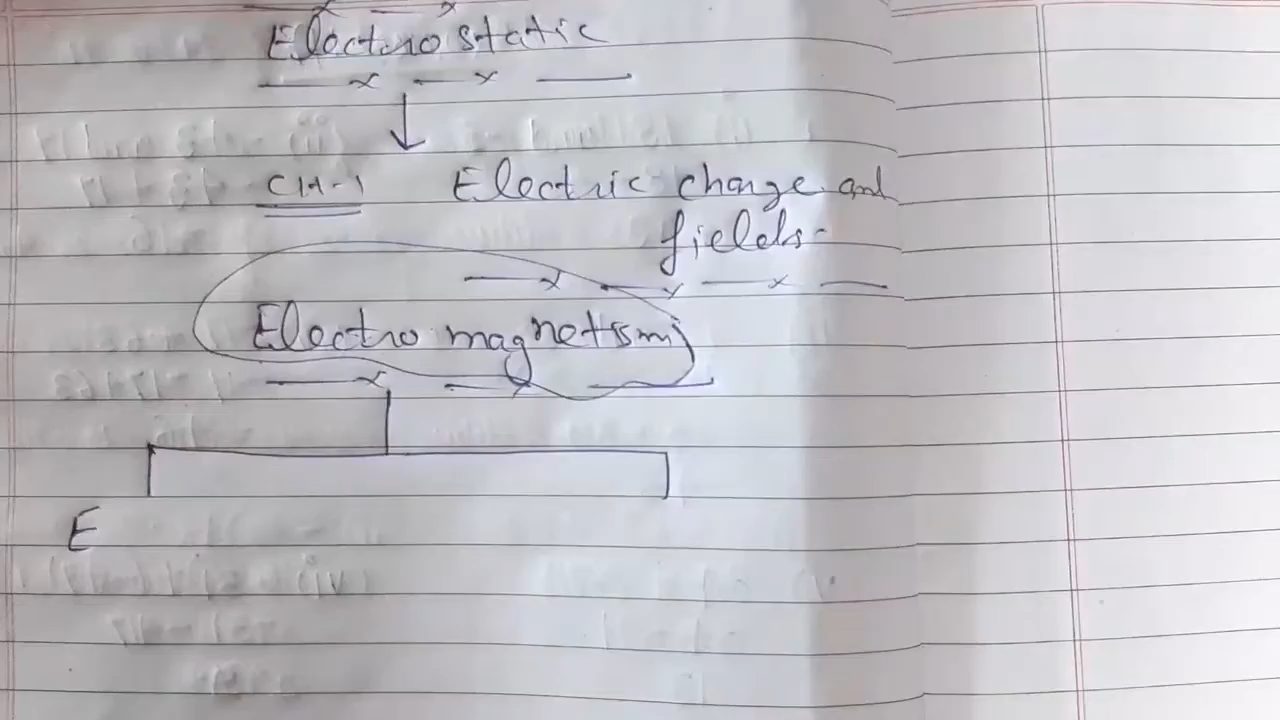 Electrostatic
CH-1 Electric charge and
fields-
Electro magnetism
E